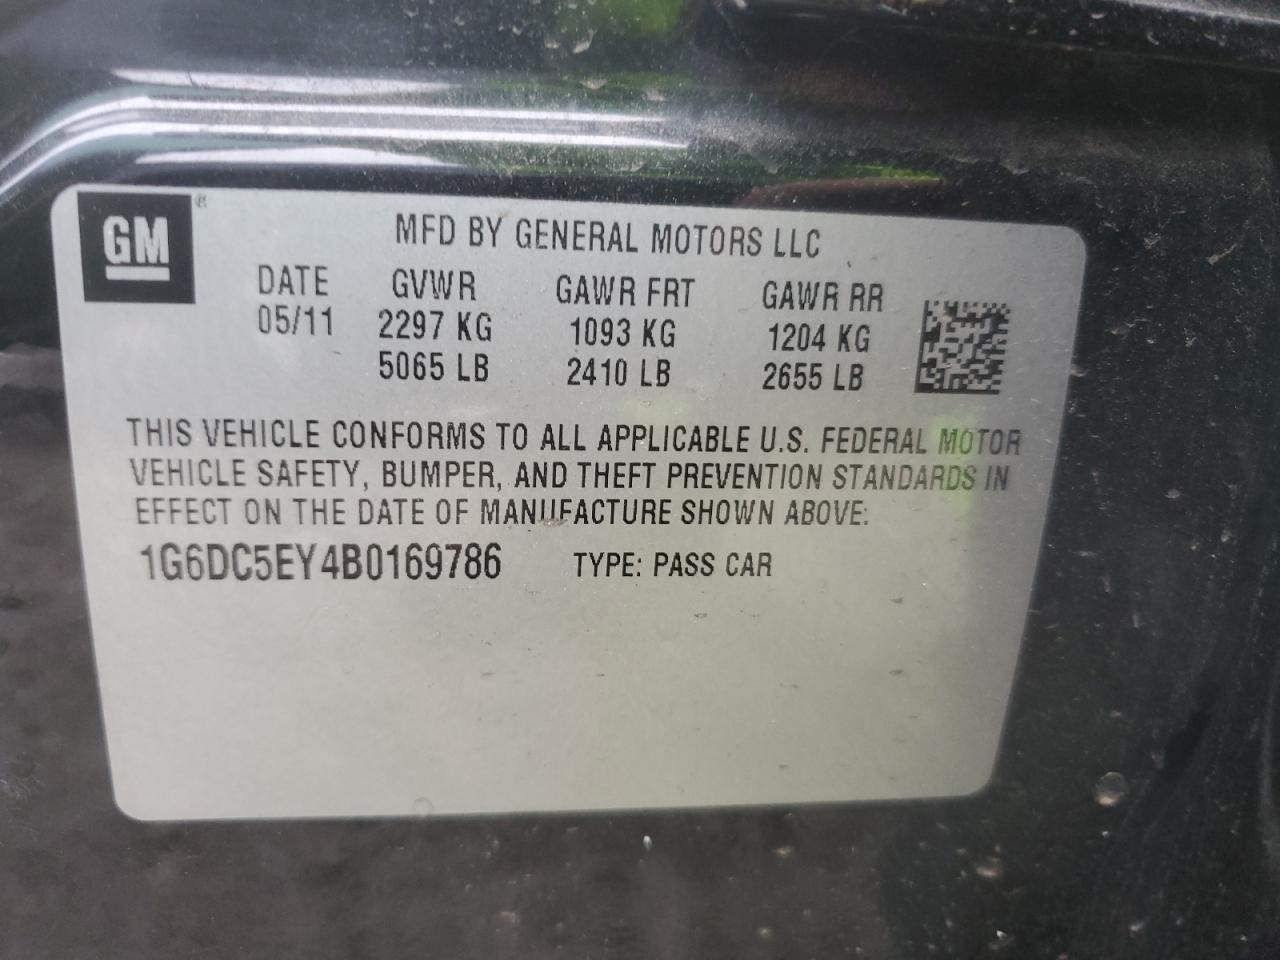 GM ®
MFD BY GENERAL MOTORS LLC
DATE GVWR GAWR FRT GAWR RR
05/11 2297 KG 1093 KG 1204 KG
5065 LB 2410 LB 2655 LB
THIS VEHICLE CONFORMS TO ALL APPLICABLE U.S. FEDERAL MOTOR
VEHICLE SAFETY, BUMPER, AND THEFT PREVENTION STANDARDS IN
EFFECT ON THE DATE OF MANUFACTURE SHOWN ABOVE:
1G6DC5EY4B0169786 TYPE: PASS CAR